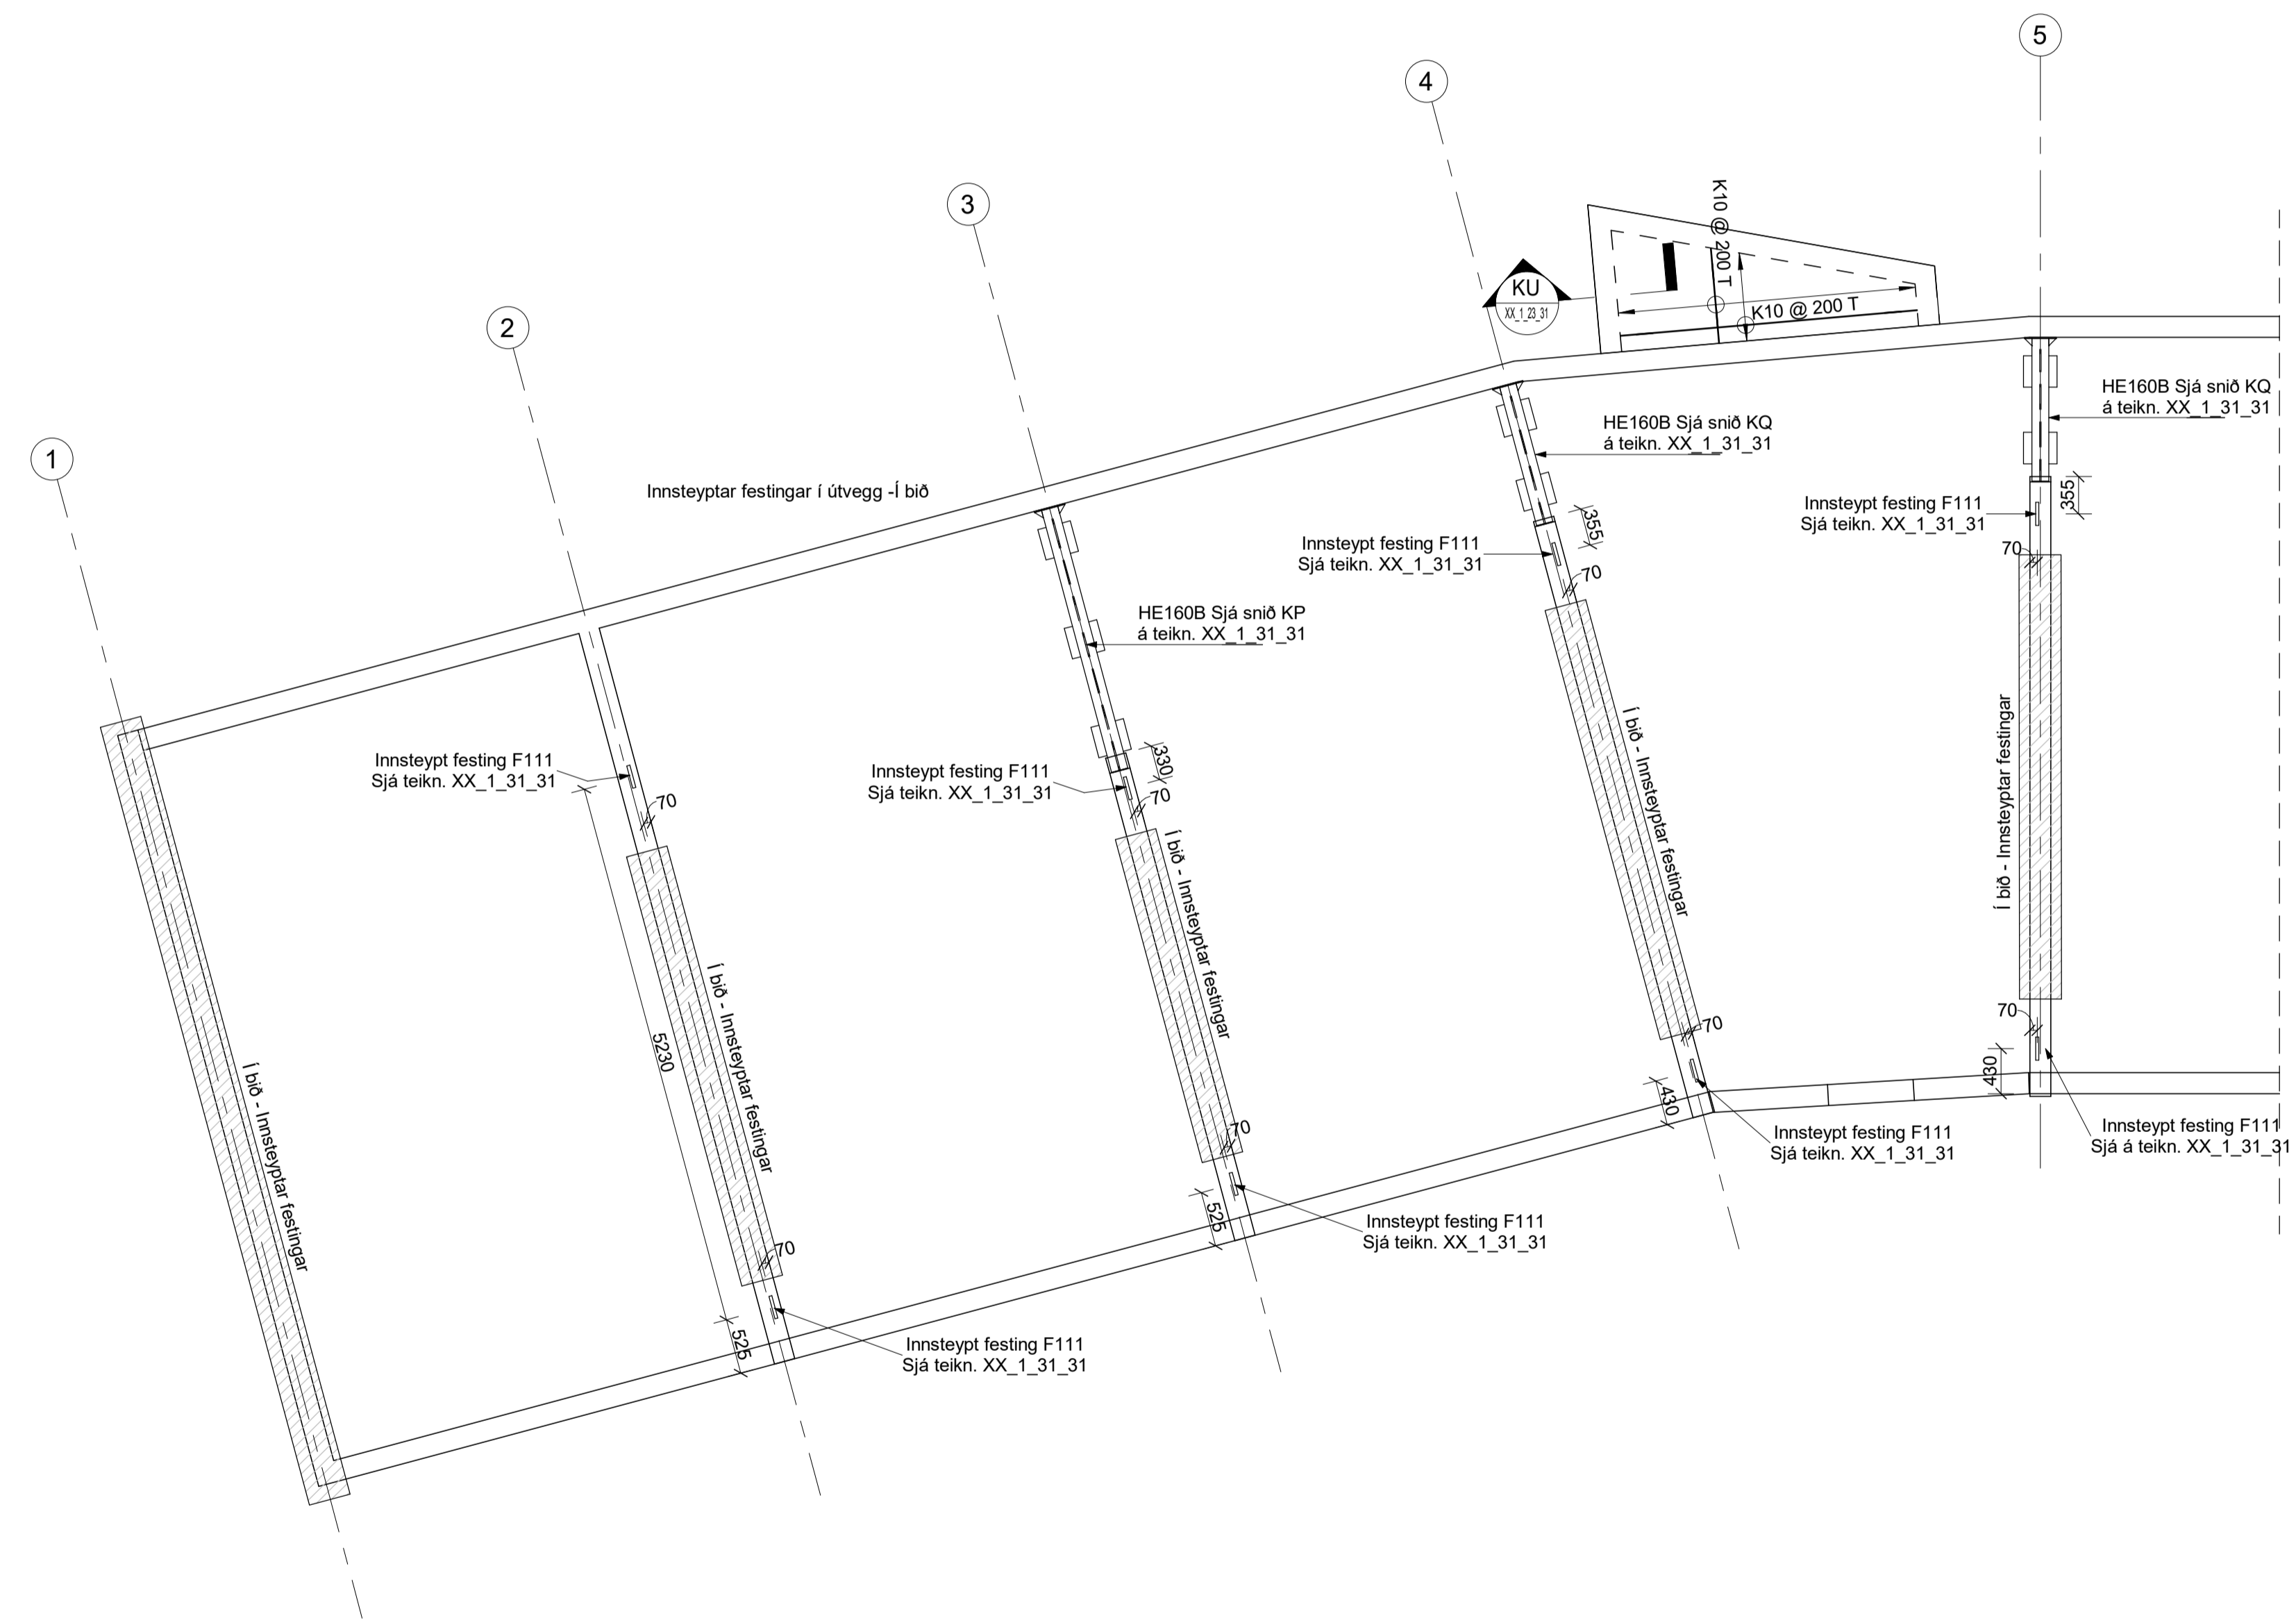 5
4
3
2
1
K10 @ 200 T
K10 @ 200 T
KU
XX_1_23_31
HE160B Sjá snið KQ
á teikn. XX_1_31_31
HE160B Sjá snið KQ
á teikn. XX_1_31_31
Innsteyptar festingar í útvegg -Í bið
355
Innsteypt festing F111
Sjá teikn. XX_1_31_31
70
355
Innsteypt festing F111
Sjá teikn. XX_1_31_31
70
HE160B Sjá snið KP
á teikn. XX_1_31_31
330
Innsteypt festing F111
Sjá teikn. XX_1_31_31
70
Innsteypt festing F111
Sjá teikn. XX_1_31_31
70
Í bið - Innsteyptar festingar
Í bið - Innsteyptar festingar
Í bið - Innsteyptar festingar
Í bið - Innsteyptar festingar
Í bið - Innsteyptar festingar
5230
70
430
70
430
Innsteypt festing F111
Sjá á teikn. XX_1_31_31
Innsteypt festing F111
Sjá teikn. XX_1_31_31
70
525
Innsteypt festing F111
Sjá teikn. XX_1_31_31
70
525
Innsteypt festing F111
Sjá teikn. XX_1_31_31